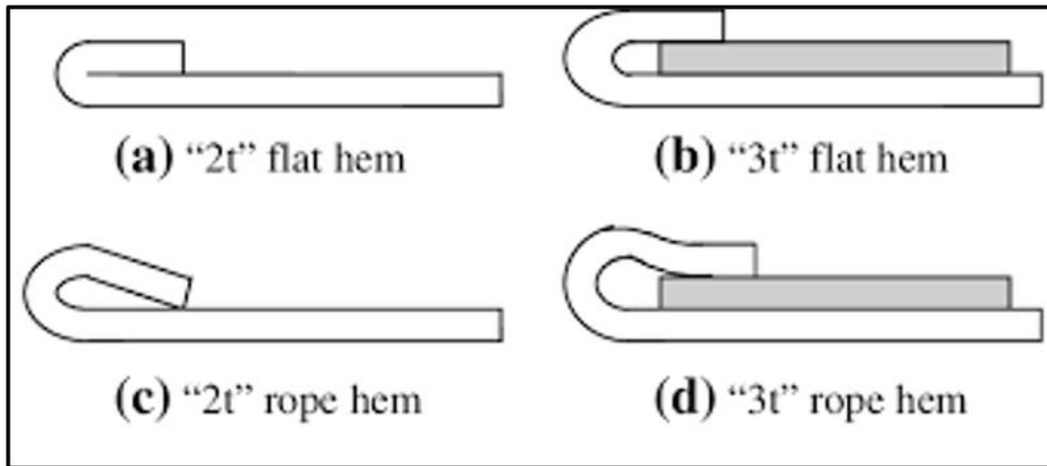 (a) “2t” flat hem
(b) “3t” flat hem
(c) “2t” rope hem
(d) “3t” rope hem